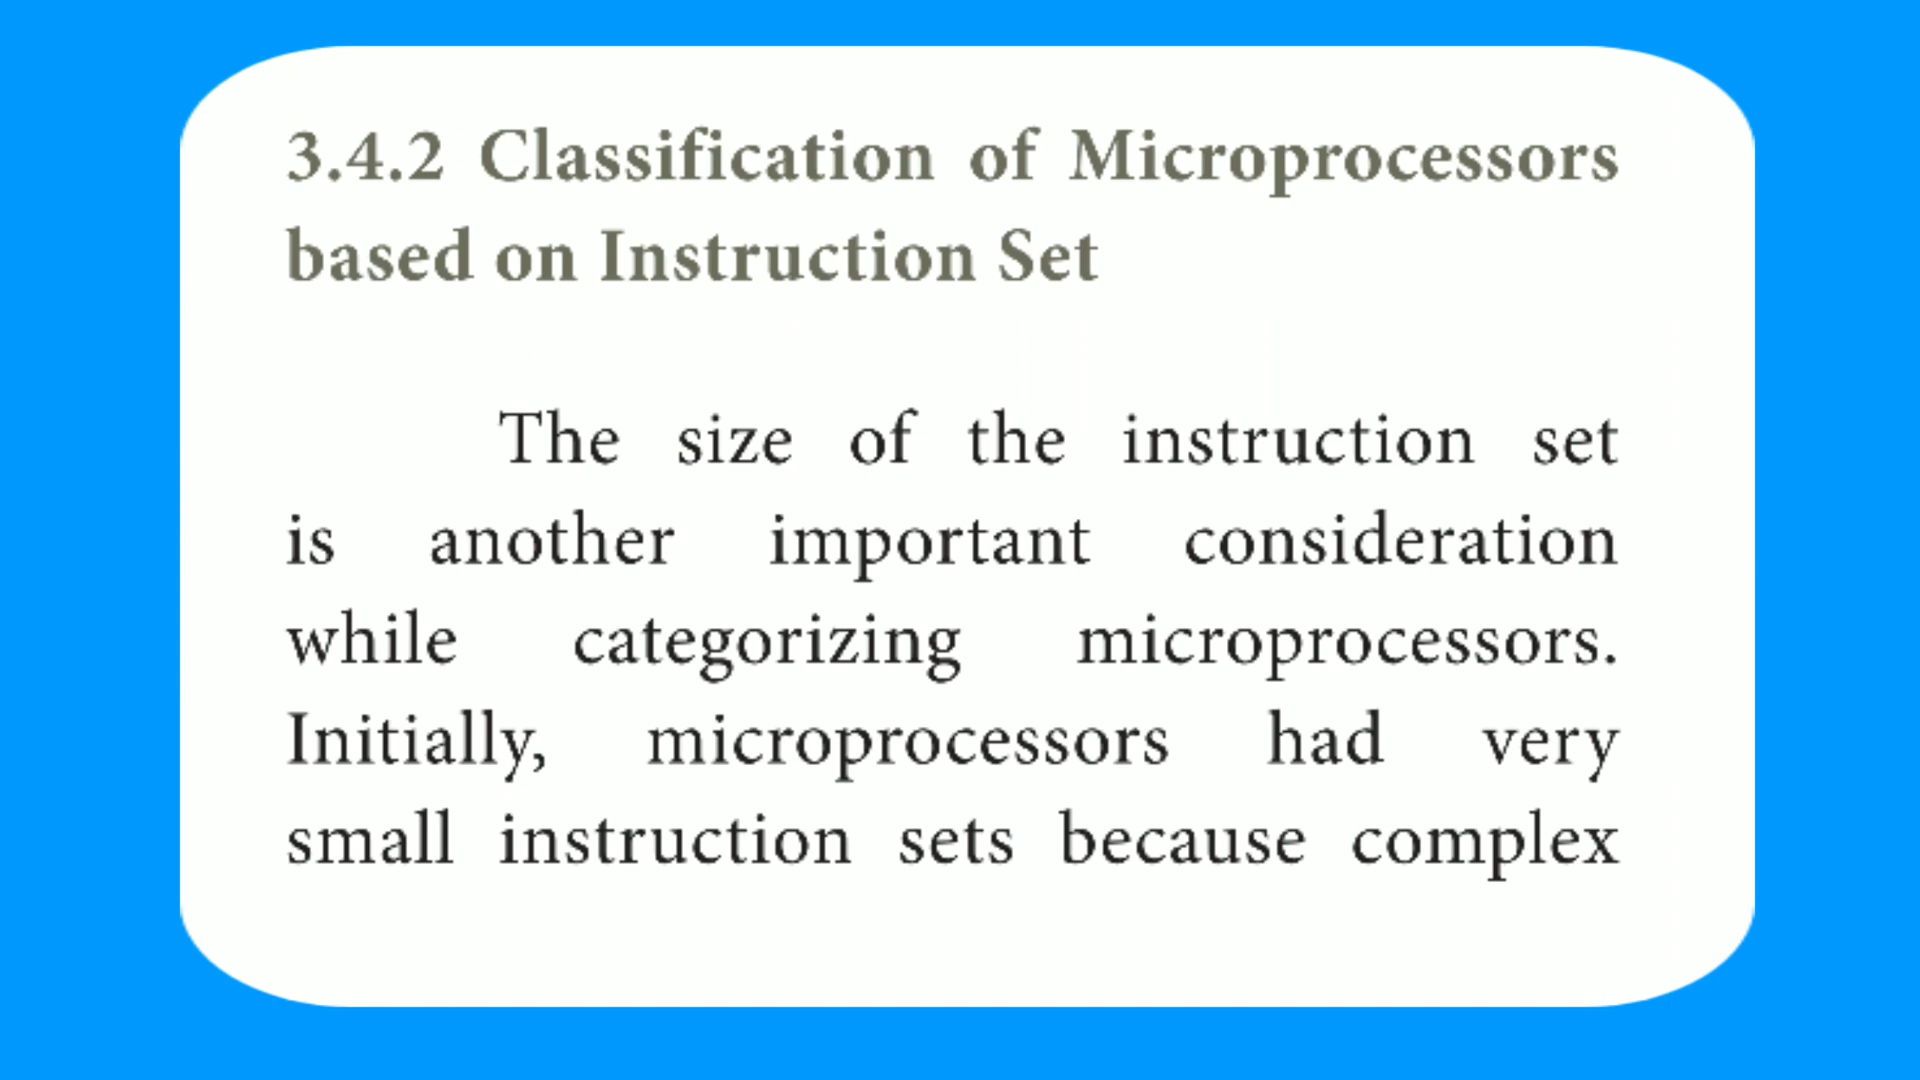 3.4.2 Classification of Microprocessors
based on Instruction Set
The size of the instruction set
is another important consideration
while categorizing microprocessors.
Initially, microprocessors had very
small instruction sets because complex